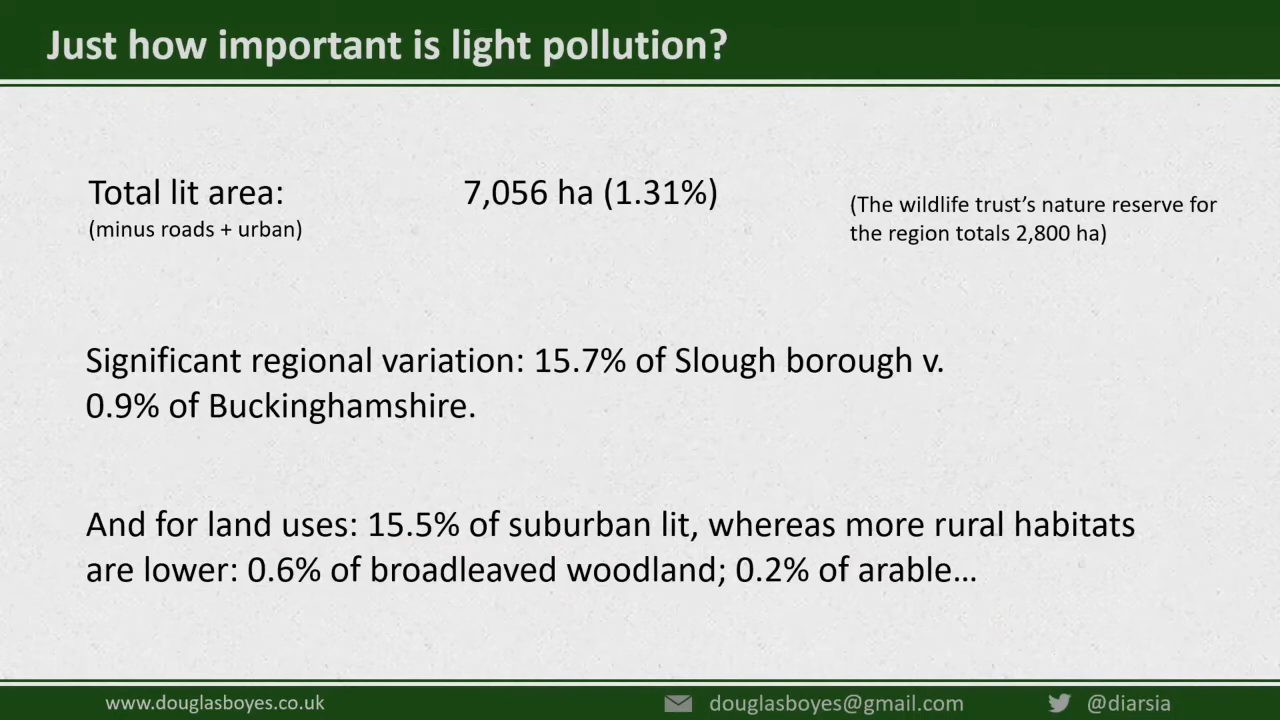 Just how important is light pollution?
Total lit area:
(minus roads + urban)
7,056 ha (1.31%)
(The wildlife trust’s nature reserve for
the region totals 2,800 ha)
Significant regional variation: 15.7% of Slough borough v.
0.9% of Buckinghamshire.
And for land uses: 15.5% of suburban lit, whereas more rural habitats
are lower: 0.6% of broadleaved woodland; 0.2% of arable…
www.douglasboyes.co.uk
douglasboyes@gmail.com
@diarsia